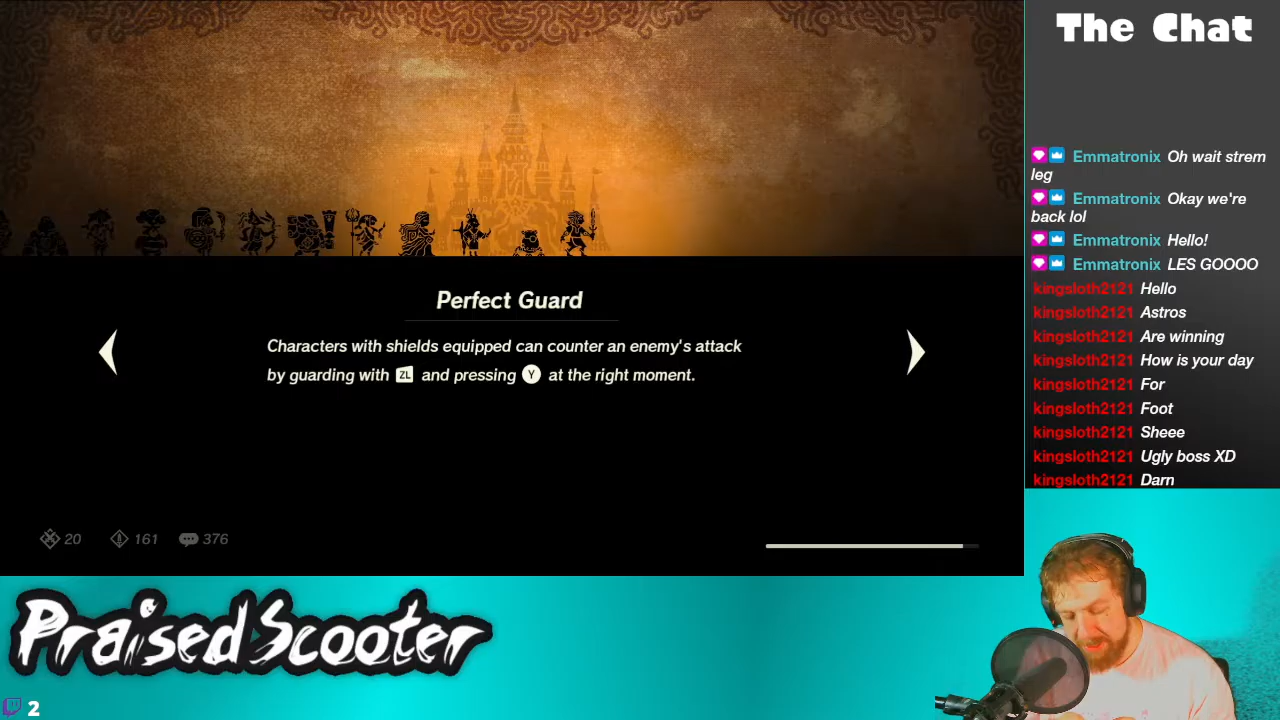 The Chat
Emmatronix Oh wait strem
leg
Emmatronix Okay we're
back lol
Emmatronix Hello!
Emmatronix LES GOOOO
kingsloth2121 Hello
kingsloth2121 Astros
kingsloth2121 Are winning
kingsloth2121 How is your day
kingsloth2121 For
kingsloth2121 Foot
kingsloth2121 Sheee
kingsloth2121 Ugly boss XD
kingsloth2121 Darn
Perfect Guard
Characters with shields equipped can counter an enemy's attack
by guarding with ZL and pressing Y at the right moment.
20 161 376
PraisedScooter
2